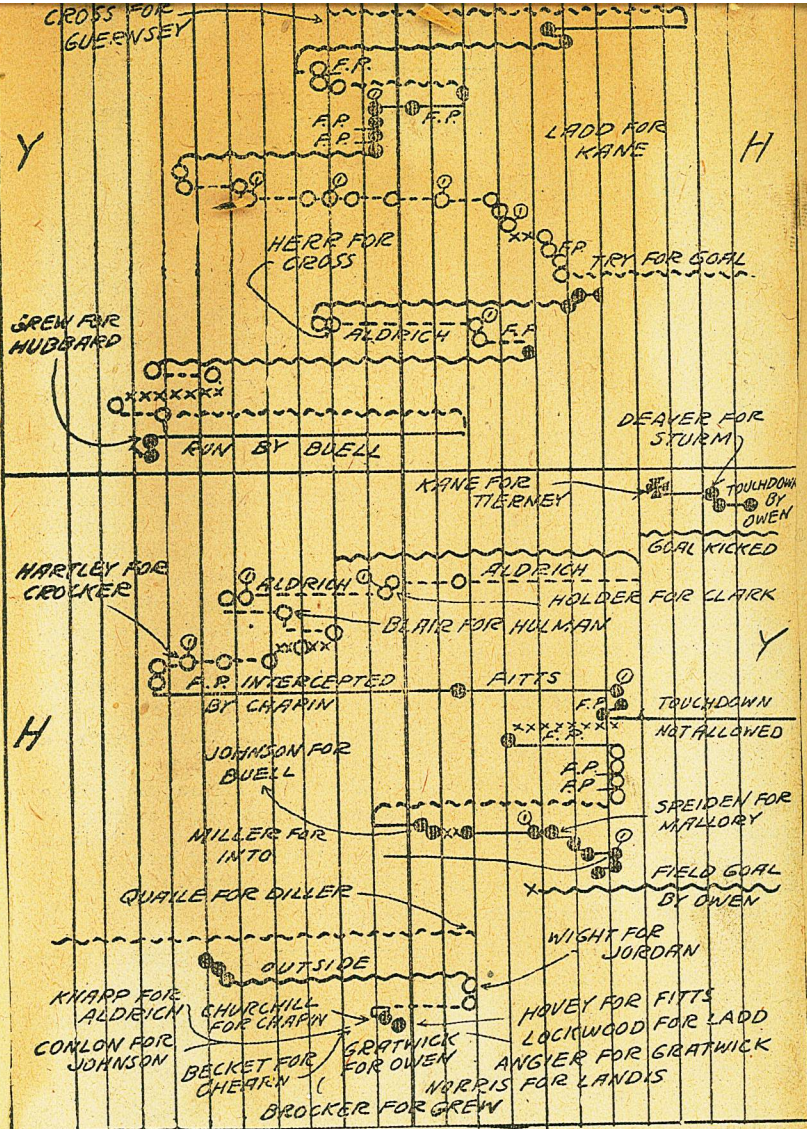 CROSS FOR
GUERNSEY
F.P.
F.P.
F.P.
F.P.
LADD FOR
KANE
Y
H
HERR FOR
CROSS
F.P.
TRY FOR GOAL
GREW FOR
HUBBARD
ALDRICH
F.P.
XXXXXXXX
RUN BY BUELL
DEAVER FOR
STURM
KANE FOR
TIERNEY
TOUCHDOWN
BY
OWEN
GOAL KICKED
HARTLEY FOR
CROCKER
ALDRICH
ALDRICH
HOLDER FOR CLARK
BLAIR FOR HULMAN
Y
F.P. INTERCEPTED
BY CHAPIN
FITTS
F.P.
TOUCHDOWN
NOT ALLOWED
H
F.P.
JOHNSON FOR
BUELL
F.P.
F.P.
SPEIDEN FOR
MALLORY
MILLER FOR
INTO
FIELD GOAL
BY OWEN
QUAILE FOR DILLER
WIGHT FOR
JORDAN
OUTSIDE
KNAPP FOR
ALDRICH
CHURCHILL
FOR CHAPIN
HOVEY FOR FITTS
LOCKWOOD FOR LADD
CONLON FOR
JOHNSON
GRATWICK
FOR OWEN
ANGIER FOR GRATWICK
BECKET FOR
CHEARN
NORRIS FOR LANDIS
BROCKER FOR GREW